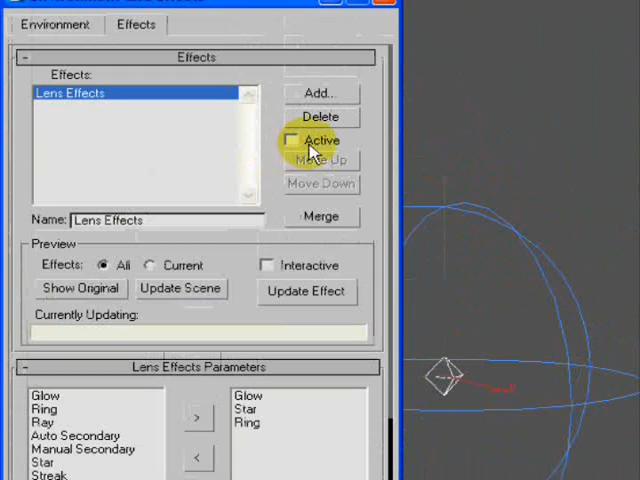 Environment
Effects
Effects
Effects:
Lens Effects
Add...
Delete
Active
Move Up
Move Down
Name: Lens Effects
Merge
Preview
Effects: All Current Interactive
Show Original Update Scene Update Effect
Currently Updating:
Lens Effects Parameters
Glow
Ring
Ray
Auto Secondary
Manual Secondary
Star
Streak
>
<
Glow
Star
Ring